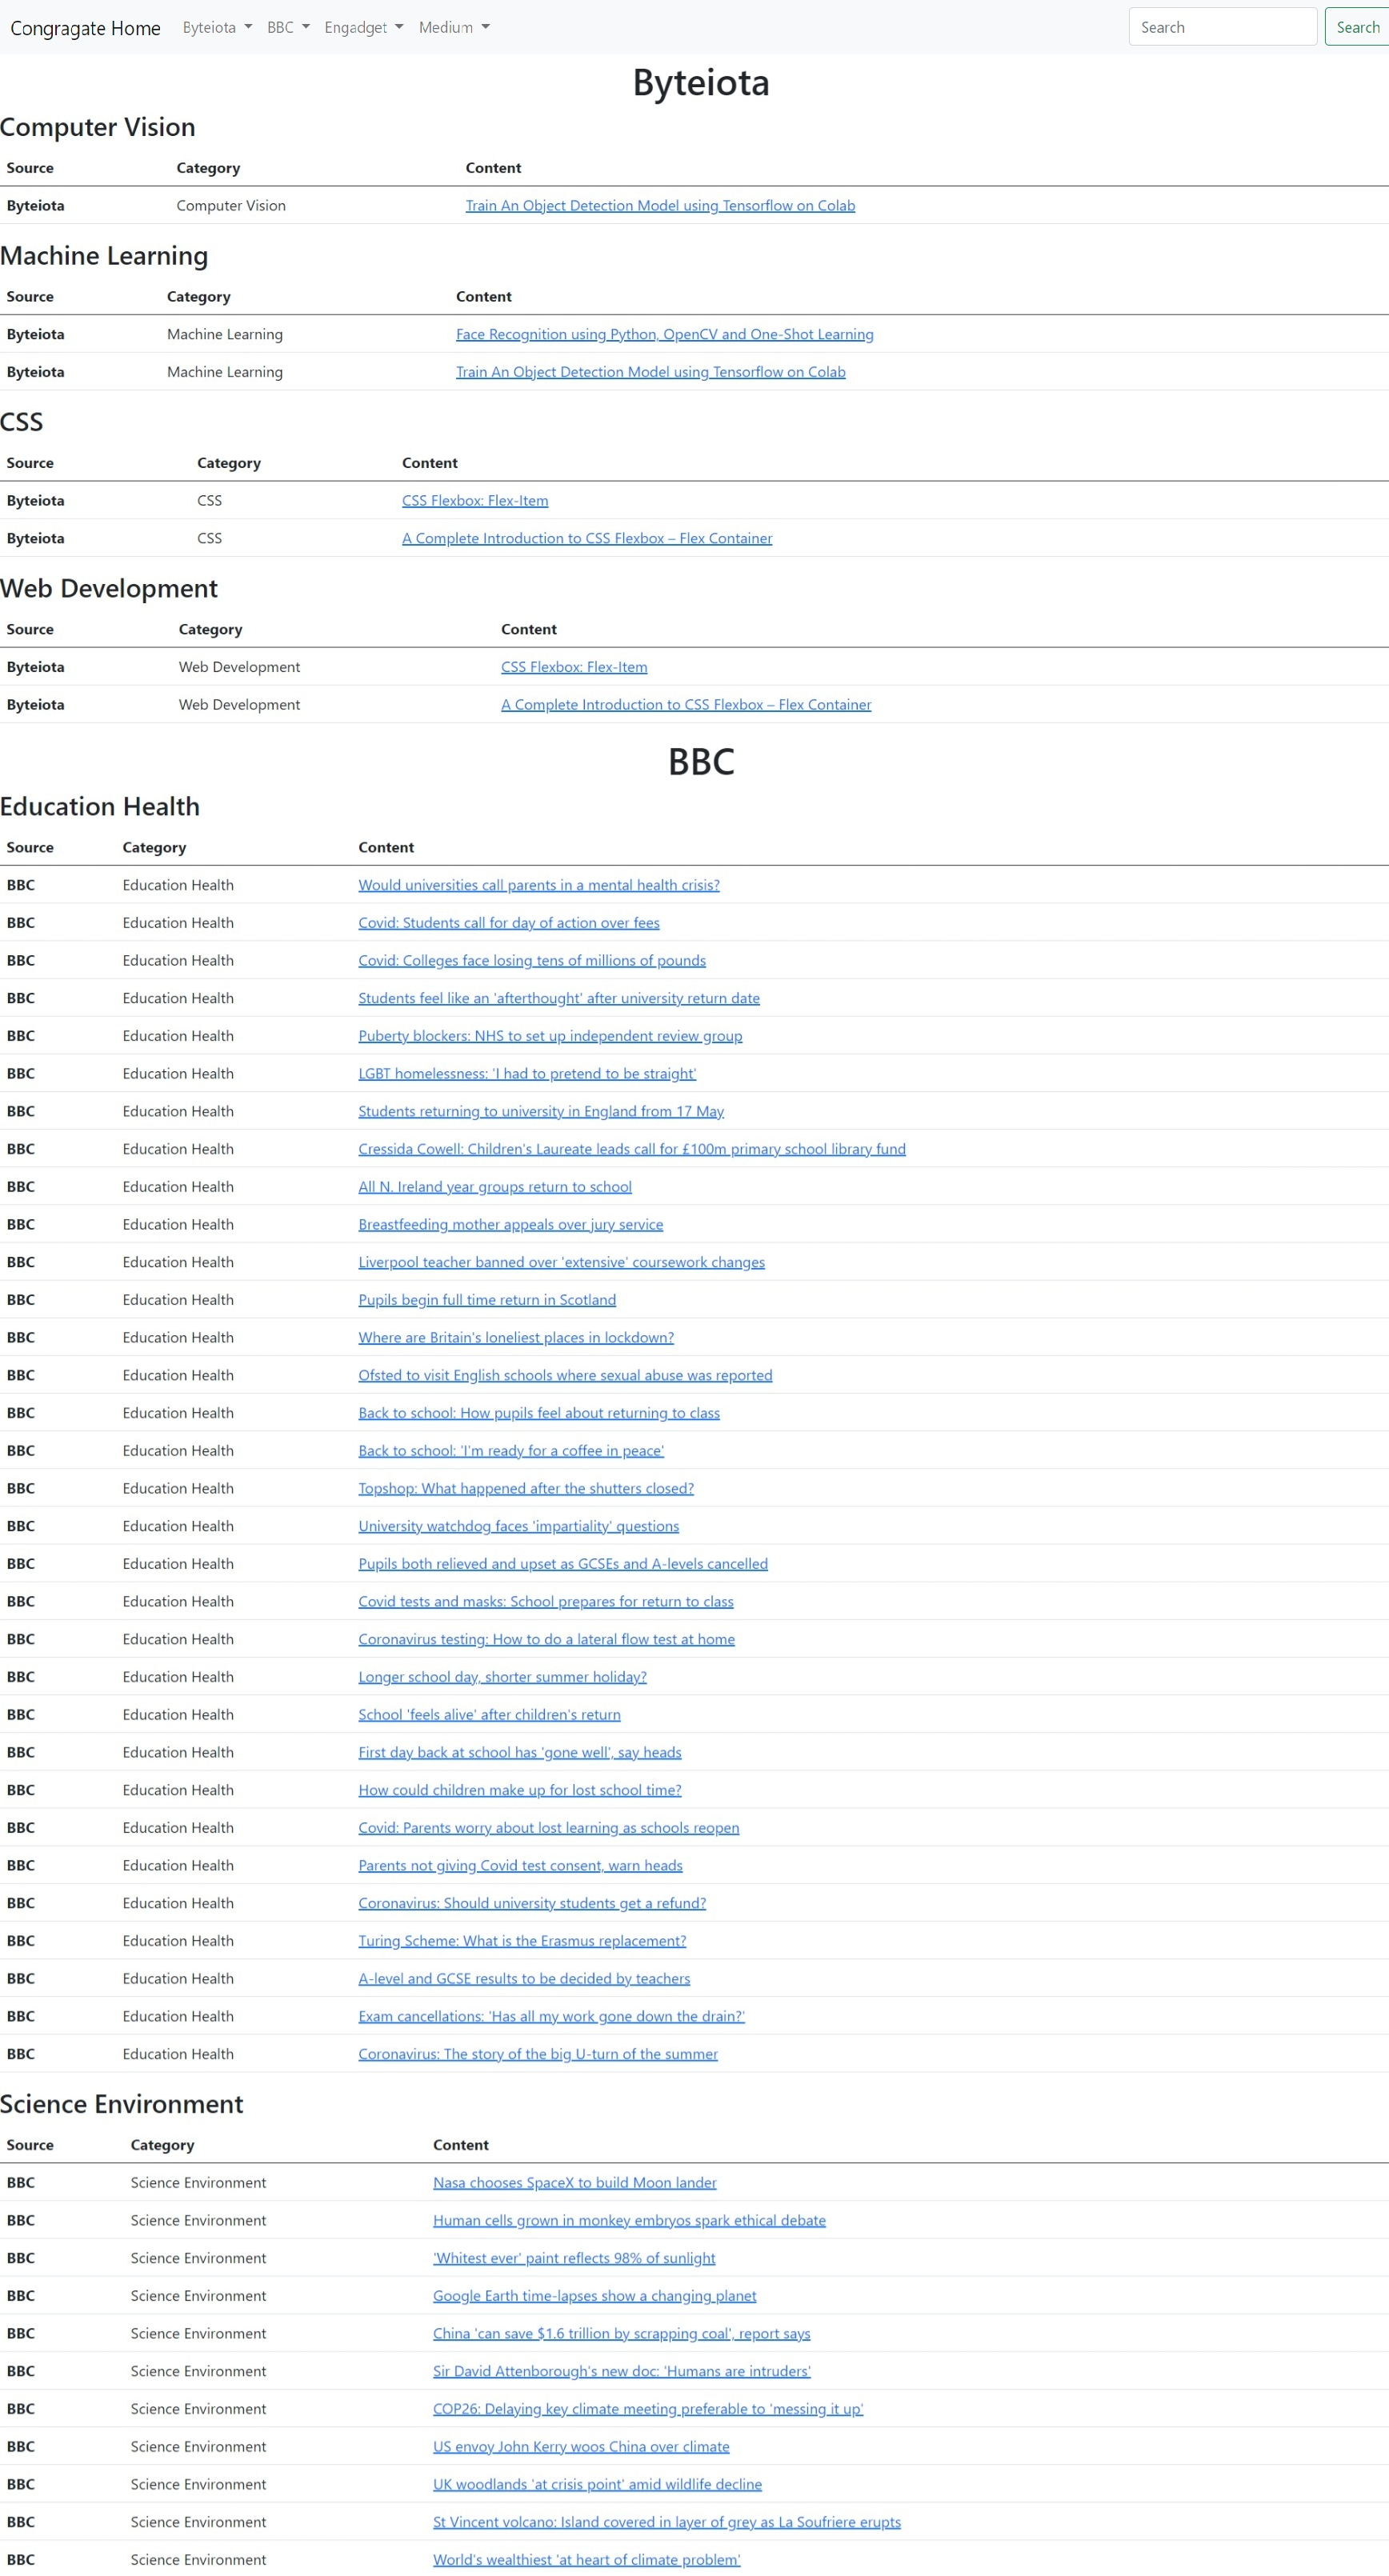 Congragate Home Byteiota BBC Engadget Medium Search Search
Byteiota
Computer Vision
Source Category Content
Byteiota Computer Vision Train An Object Detection Model using Tensorflow on Colab
Machine Learning
Source Category Content
Byteiota Machine Learning Face Recognition using Python, OpenCV and One-Shot Learning
Byteiota Machine Learning Train An Object Detection Model using Tensorflow on Colab
CSS
Source Category Content
Byteiota CSS CSS Flexbox: Flex-Item
Byteiota CSS A Complete Introduction to CSS Flexbox – Flex Container
Web Development
Source Category Content
Byteiota Web Development CSS Flexbox: Flex-Item
Byteiota Web Development A Complete Introduction to CSS Flexbox – Flex Container
BBC
Education Health
Source Category Content
BBC Education Health Would universities call parents in a mental health crisis?
BBC Education Health Covid: Students call for day of action over fees
BBC Education Health Covid: Colleges face losing tens of millions of pounds
BBC Education Health Students feel like an 'afterthought' after university return date
BBC Education Health Puberty blockers: NHS to set up independent review group
BBC Education Health LGBT homelessness: 'I had to pretend to be straight'
BBC Education Health Students returning to university in England from 17 May
BBC Education Health Cressida Cowell: Children's Laureate leads call for £100m primary school library fund
BBC Education Health All N. Ireland year groups return to school
BBC Education Health Breastfeeding mother appeals over jury service
BBC Education Health Liverpool teacher banned over 'extensive' coursework changes
BBC Education Health Pupils begin full time return in Scotland
BBC Education Health Where are Britain's loneliest places in lockdown?
BBC Education Health Ofsted to visit English schools where sexual abuse was reported
BBC Education Health Back to school: How pupils feel about returning to class
BBC Education Health Back to school: 'I'm ready for a coffee in peace'
BBC Education Health Topshop: What happened after the shutters closed?
BBC Education Health University watchdog faces 'impartiality' questions
BBC Education Health Pupils both relieved and upset as GCSEs and A-levels cancelled
BBC Education Health Covid tests and masks: School prepares for return to class
BBC Education Health Coronavirus testing: How to do a lateral flow test at home
BBC Education Health Longer school day, shorter summer holiday?
BBC Education Health School 'feels alive' after children's return
BBC Education Health First day back at school has 'gone well', say heads
BBC Education Health How could children make up for lost school time?
BBC Education Health Covid: Parents worry about lost learning as schools reopen
BBC Education Health Parents not giving Covid test consent, warn heads
BBC Education Health Coronavirus: Should university students get a refund?
BBC Education Health Turing Scheme: What is the Erasmus replacement?
BBC Education Health A-level and GCSE results to be decided by teachers
BBC Education Health Exam cancellations: 'Has all my work gone down the drain?'
BBC Education Health Coronavirus: The story of the big U-turn of the summer
Science Environment
Source Category Content
BBC Science Environment Nasa chooses SpaceX to build Moon lander
BBC Science Environment Human cells grown in monkey embryos spark ethical debate
BBC Science Environment 'Whitest ever' paint reflects 98% of sunlight
BBC Science Environment Google Earth time-lapses show a changing planet
BBC Science Environment China 'can save $1.6 trillion by scrapping coal', report says
BBC Science Environment Sir David Attenborough's new doc: 'Humans are intruders'
BBC Science Environment COP26: Delaying key climate meeting preferable to 'messing it up'
BBC Science Environment US envoy John Kerry woos China over climate
BBC Science Environment UK woodlands 'at crisis point' amid wildlife decline
BBC Science Environment St Vincent volcano: Island covered in layer of grey as La Soufriere erupts
BBC Science Environment World's wealthiest 'at heart of climate problem'